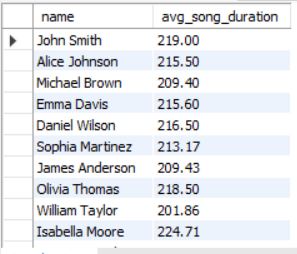 name avg_song_duration
John Smith 219.00
Alice Johnson 215.50
Michael Brown 209.40
Emma Davis 215.60
Daniel Wilson 216.50
Sophia Martinez 213.17
James Anderson 209.43
Olivia Thomas 218.50
William Taylor 201.86
Isabella Moore 224.71